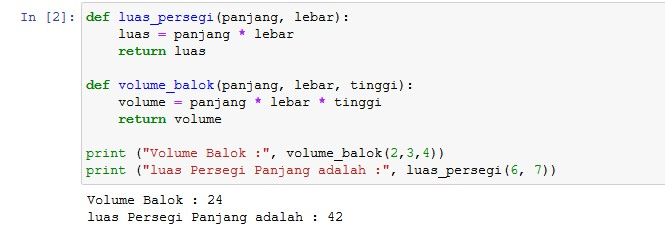 In [2]: def luas_persegi(panjang, lebar):
    luas = panjang * lebar
    return luas

def volume_balok(panjang, lebar, tinggi):
    volume = panjang * lebar * tinggi
    return volume

print ("Volume Balok :", volume_balok(2,3,4))
print ("luas Persegi Panjang adalah :", luas_persegi(6, 7))
Volume Balok : 24
luas Persegi Panjang adalah : 42